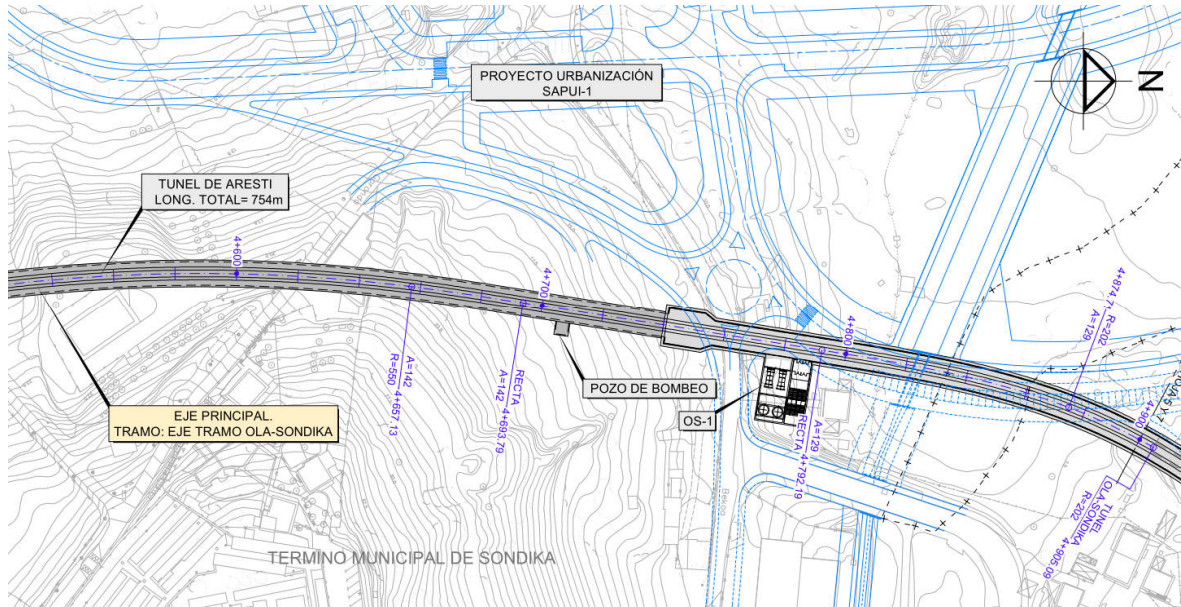 PROYECTO URBANIZACIÓN
SAPUI-1
N
TUNEL DE ARESTI
LONG. TOTAL= 754m
4+600
4+700
4+800
4+874.71 R=202
A=129
4+900
A=142
R=550 4+657.13
RECTA
A=142 4+693.79
POZO DE BOMBEO
OS-1
A=129
RECTA 4+792.19
EJE PRINCIPAL.
TRAMO: EJE TRAMO OLA-SONDIKA
TUNEL
OLA-SONDIKA
R=202 4+905.09
TERMINO MUNICIPAL DE SONDIKA